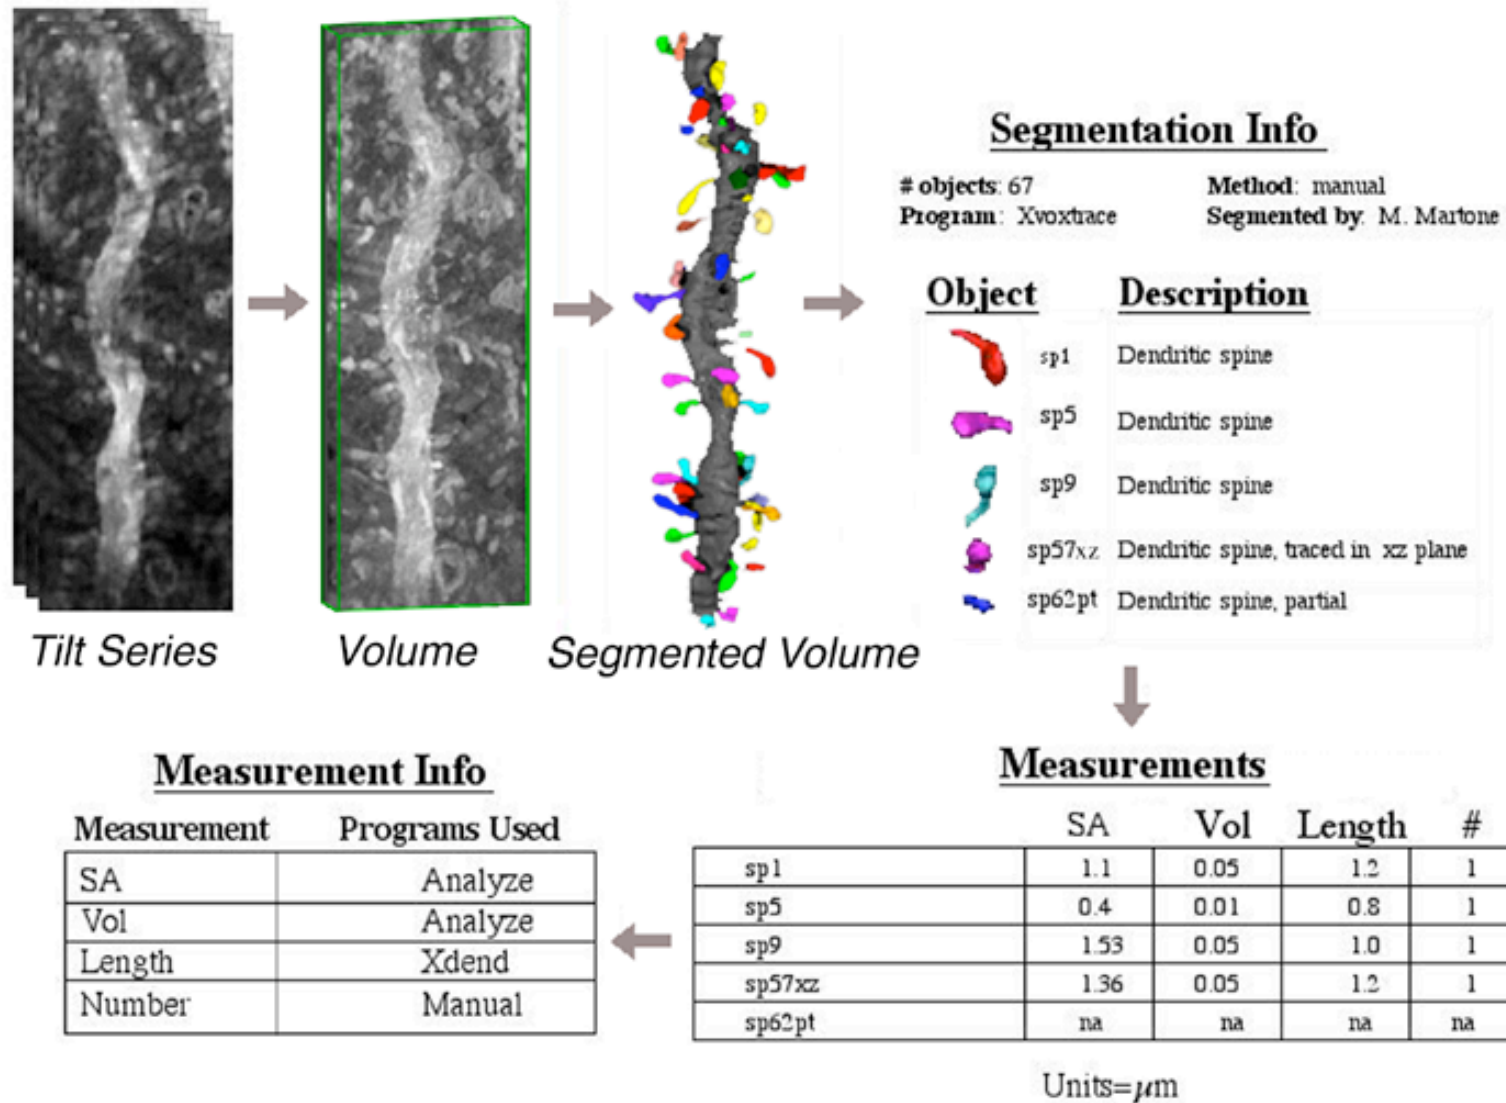 Tilt Series
Volume
Segmented Volume
Segmentation Info
# objects: 67 Method: manual
Program: Xvoxtrace Segmented by: M. Martone
Object Description
sp1 Dendritic spine
sp5 Dendritic spine
sp9 Dendritic spine
sp57xz Dendritic spine, traced in xz plane
sp62pt Dendritic spine, partial
Measurements
SA Vol Length #
sp1 1.1 0.05 1.2 1
sp5 0.4 0.01 0.8 1
sp9 1.53 0.05 1.0 1
sp57xz 1.36 0.05 1.2 1
sp62pt na na na na
Units=μm
Measurement Info
Measurement Programs Used
SA Analyze
Vol Analyze
Length Xdend
Number Manual